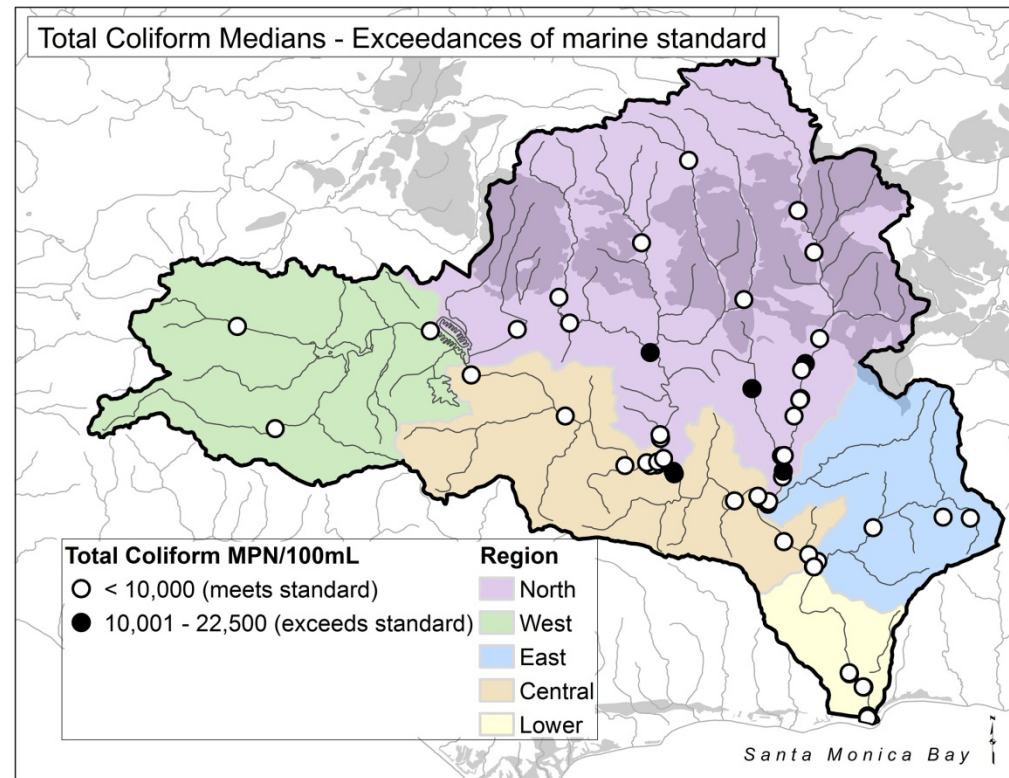 Total Coliform Medians - Exceedances of marine standard
Total Coliform MPN/100mL
< 10,000 (meets standard)
10,001 - 22,500 (exceeds standard)
Region
North
West
East
Central
Lower
Santa Monica Bay
N